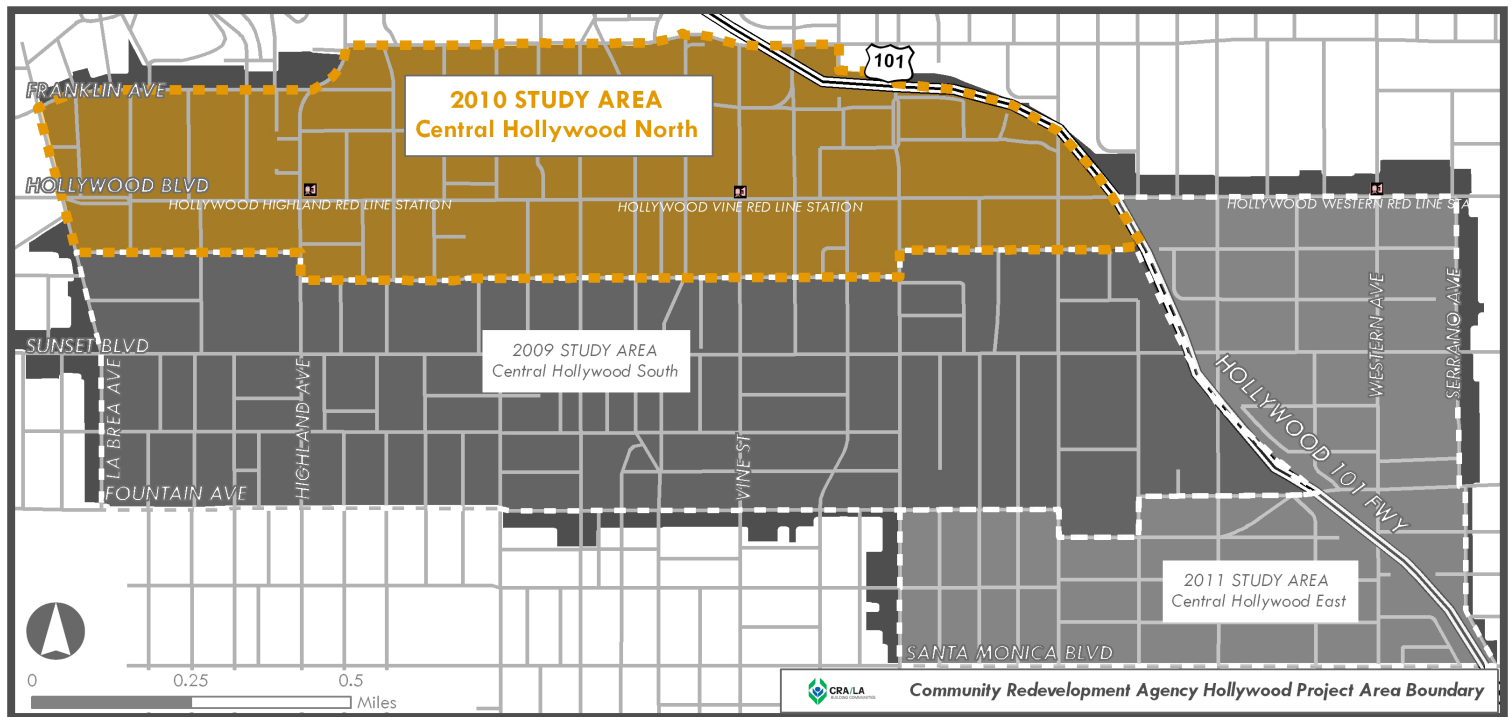 101
FRANKLIN AVE
2010 STUDY AREA
Central Hollywood North
HOLLYWOOD BLVD
HOLLYWOOD HIGHLAND RED LINE STATION
HOLLYWOOD VINE RED LINE STATION
HOLLYWOOD WESTERN RED LINE STA
SUNSET BLVD
2009 STUDY AREA
Central Hollywood South
LA BREA AVE
HIGHLAND AVE
VINE ST
WESTERN AVE
SERRANO AVE
HOLLYWOOD 101 FWY
FOUNTAIN AVE
2011 STUDY AREA
Central Hollywood East
SANTA MONICA BLVD
0 0.25 0.5
Miles
CRA/LA
BUILDING COMMUNITIES
Community Redevelopment Agency Hollywood Project Area Boundary